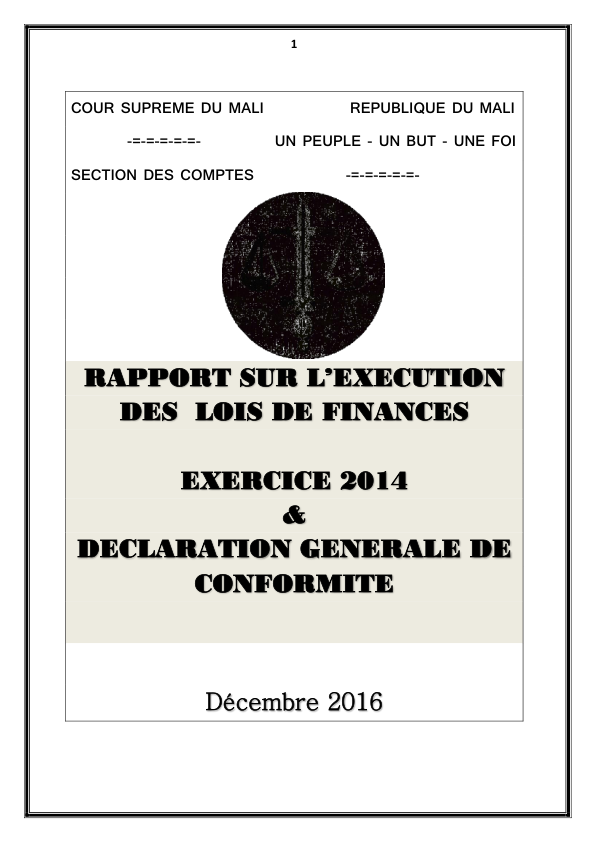 1
COUR SUPREME DU MALI REPUBLIQUE DU MALI
-=-=-=-=-=- UN PEUPLE - UN BUT - UNE FOI
SECTION DES COMPTES -=-=-=-=-=-
RAPPORT SUR L’EXECUTION
DES LOIS DE FINANCES
EXERCICE 2014
&
DECLARATION GENERALE DE
CONFORMITE
Décembre 2016